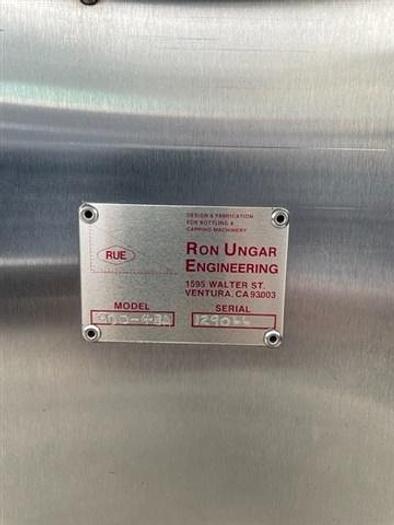 DESIGN & FABRICATION
FOR BOTTLING &
CAPPING MACHINERY
RUE
RON UNGAR
ENGINEERING
1595 WALTER ST.
VENTURA, CA 93003
MODEL SERIAL